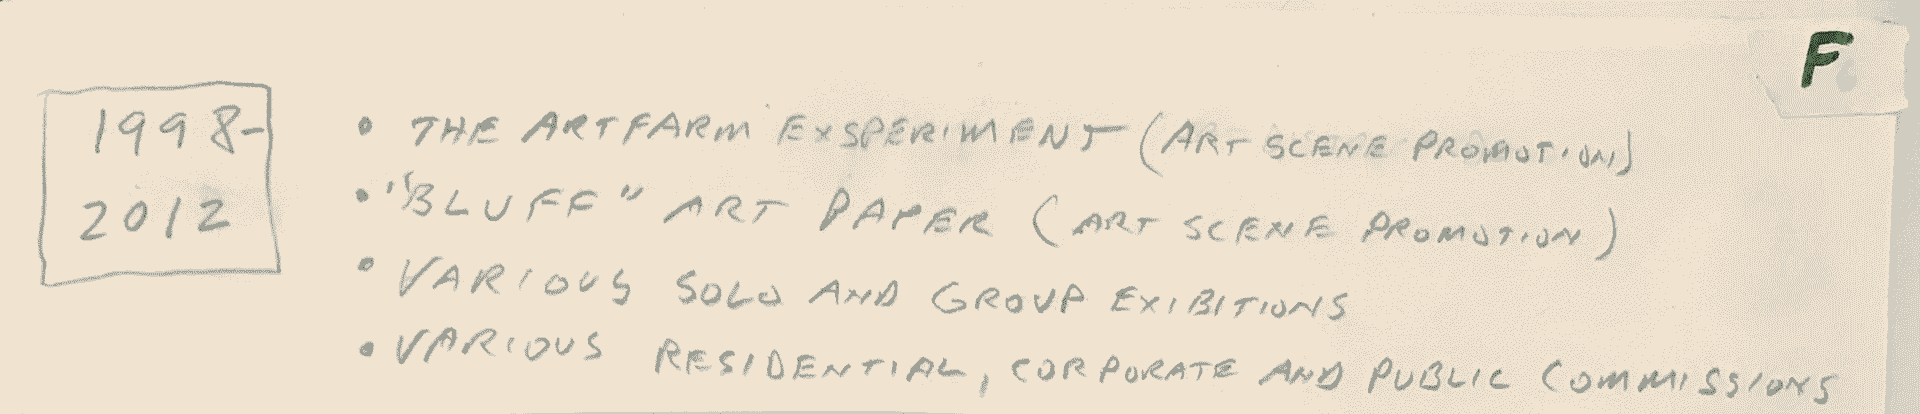 F
1998-
2012
• THE ARTFARM EXSPERIMENT (ART SCENE PROMOTION)
• "BLUFF" ART PAPER (ART SCENE PROMOTION)
• VARIOUS SOLO AND GROUP EXIBITIONS
• VARIOUS RESIDENTIAL, CORPORATE AND PUBLIC COMMISSIONS